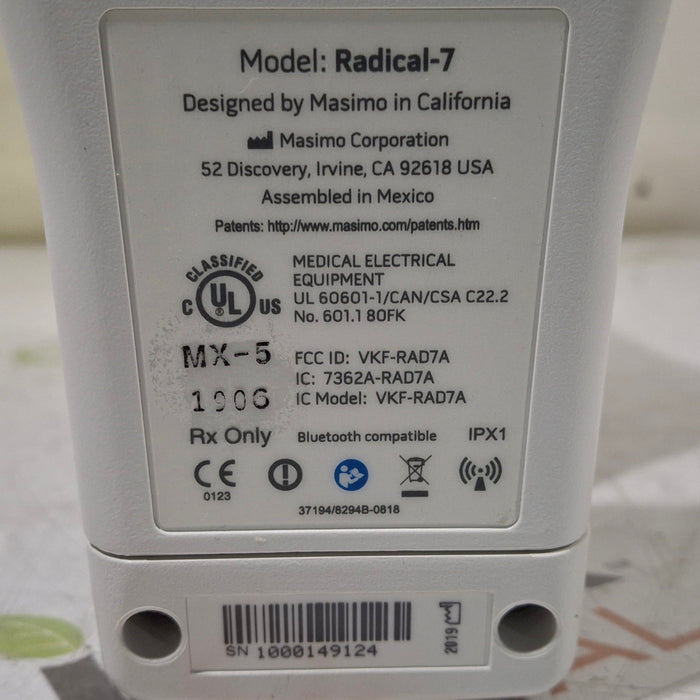 Model: Radical-7
Designed by Masimo in California
Masimo Corporation
52 Discovery, Irvine, CA 92618 USA
Assembled in Mexico
Patents: http://www.masimo.com/patents.htm
CLASSIFIED
C UL ® US
MEDICAL ELECTRICAL
EQUIPMENT
UL 60601-1/CAN/CSA C22.2
No. 601.1 80FK
MX-5
1906
FCC ID: VKF-RAD7A
IC: 7362A-RAD7A
IC Model: VKF-RAD7A
Rx Only
Bluetooth compatible
IPX1
CE
0123
37194/8294B-0818
SN 1000149124
2019